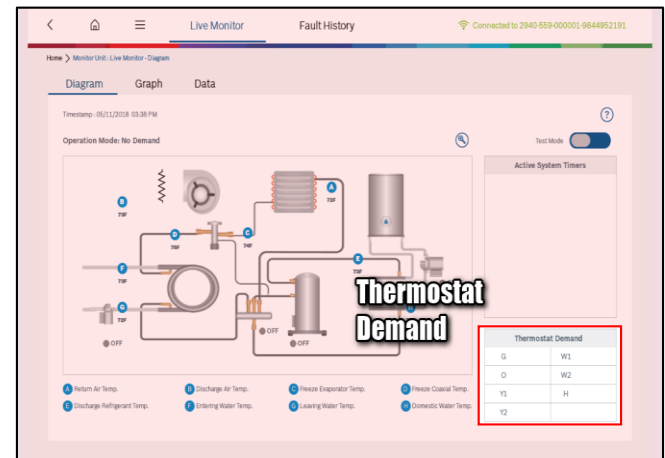 Live Monitor Fault History Connected to 2940-559-000001-9844952191
Home > Monitor Unit : Live Monitor - Diagram
Diagram Graph Data
Timestamp : 05/11/2018 03:38 PM
?
Operation Mode: No Demand
Test Mode
Active System Timers
A
73F
B
73F
D
76F
C
74F
E
73F
F
73F
G
72F
OFF
OFF
OFF
Thermostat
Demand
Thermostat Demand
G W1
O W2
Y1 H
Y2
A Return Air Temp. B Discharge Air Temp. C Freeze Evaporator Temp. D Freeze Coaxial Temp.
E Discharge Refrigerant Temp. F Entering Water Temp. G Leaving Water Temp. H Domestic Water Temp.